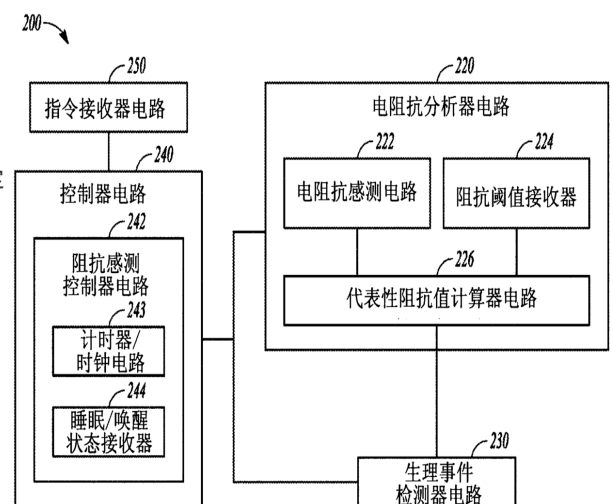 200
250
指令接收器电路
240
控制器电路
242
阻抗感测
控制器电路
243
计时器/
时钟电路
244
睡眠/唤醒
状态接收器
220
电阻抗分析器电路
222
电阻抗感测电路
224
阻抗阈值接收器
226
代表性阻抗值计算器电路
230
生理事件
检测器电路